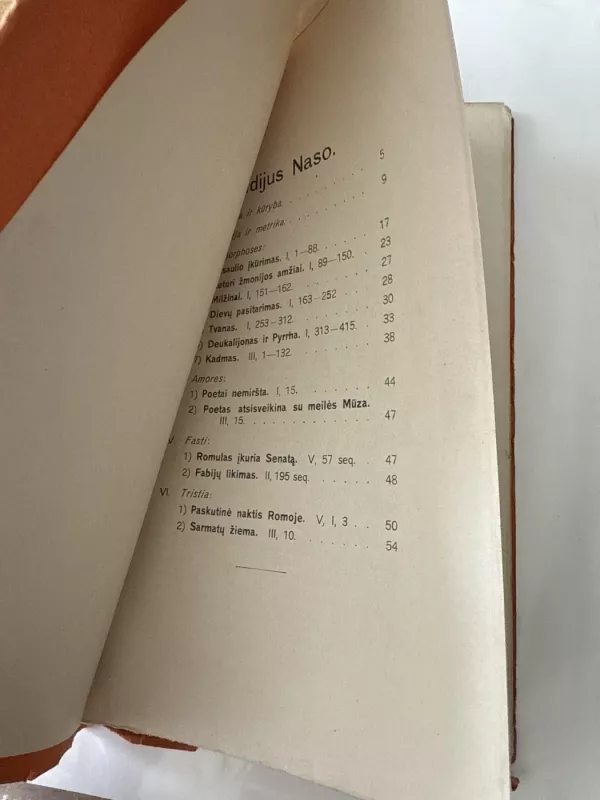 dijus Naso.
ir kūryba. 5
ir metrika. 9
orphoses:
saulio įkūrimas. I, 1—88. 17
eturi žmonijos amžiai. I, 89—150. 23
Milžinai. I, 151—162. 27
Dievų pasitarimas. I, 163—252 28
Tvanas. I, 253—312. 30
) Deukalijonas ir Pyrrha. I, 313—415. 33
7) Kadmas. III, 1—132. 38
Amores:
1) Poetai nemiršta. I, 15. 44
2) Poetas atsisveikina su meilės Mūza.
III, 15. 47
V. Fasti:
1) Romulas įkuria Senatą. V, 57 seq. 47
2) Fabijų likimas. II, 195 seq. 48
VI. Tristia:
1) Paskutinė naktis Romoje. V, I, 3 50
2) Sarmatų žiema. III, 10. 54